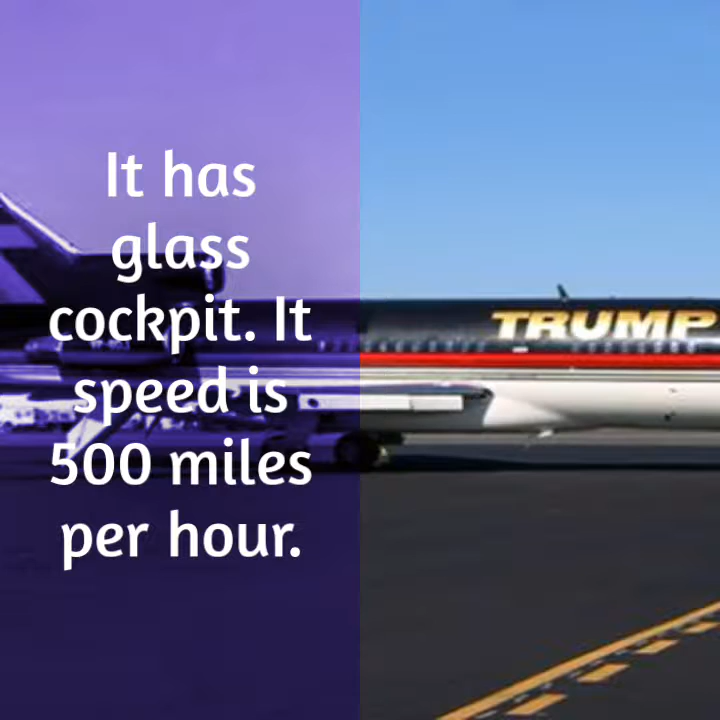 It has
glass
cockpit. It
speed is
500 miles
per hour.
TRUMP